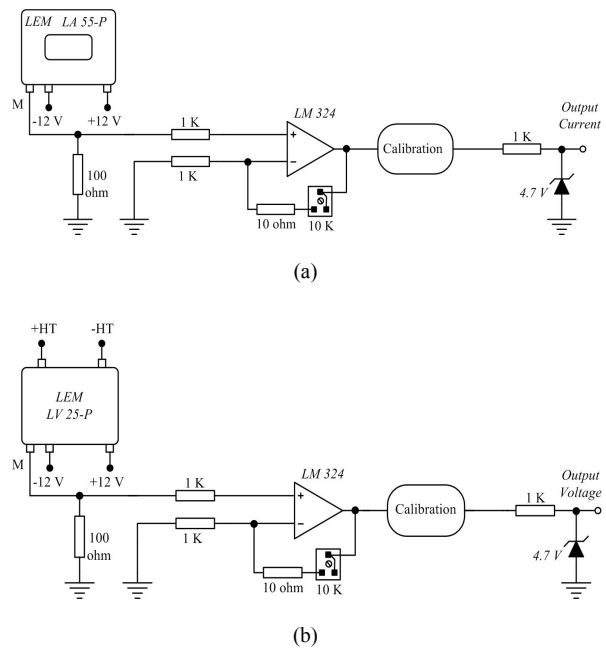 LEM LA 55-P
M
-12 V
+12 V
100
ohm
1 K
1 K
LM 324
+
−
10 ohm
10 K
Calibration
1 K
Output
Current
4.7 V
(a)
+HT
-HT
LEM
LV 25-P
M
-12 V
+12 V
100
ohm
1 K
1 K
LM 324
+
−
10 ohm
10 K
Calibration
1 K
Output
Voltage
4.7 V
(b)